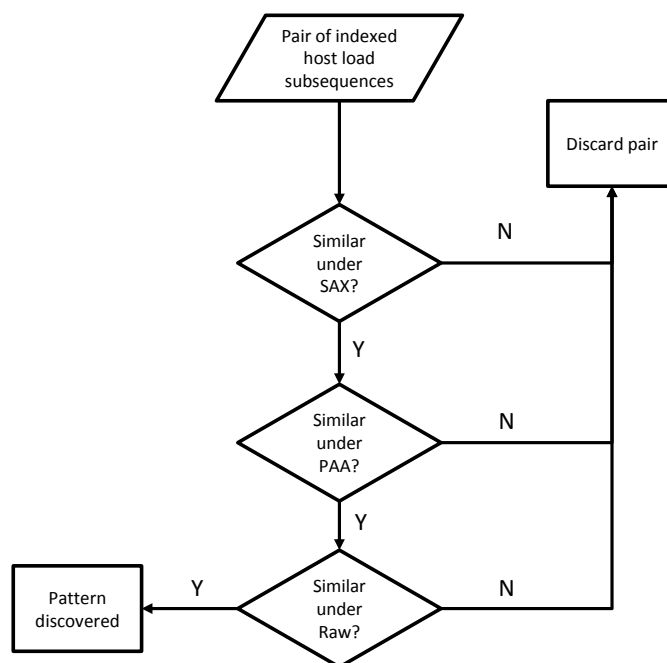 Pair of indexed
host load
subsequences
Discard pair
Similar
under
SAX?
N
Y
Similar
under
PAA?
N
Y
Similar
under
Raw?
Y
N
Pattern
discovered